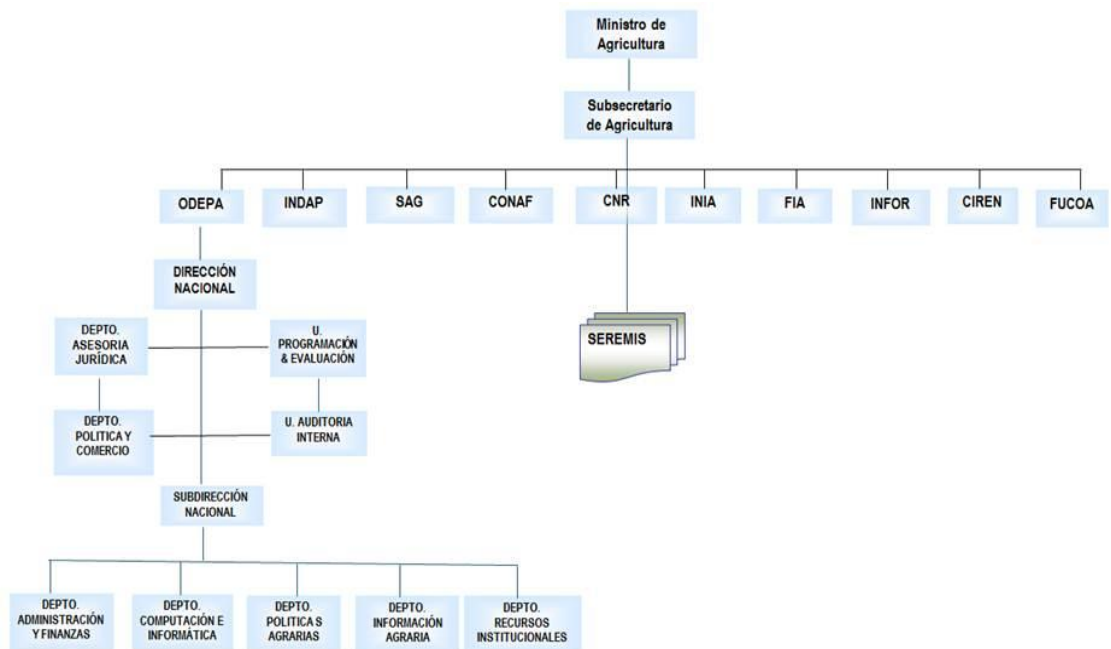 Ministro de
Agricultura
Subsecretario
de Agricultura
ODEPA
INDAP
SAG
CONAF
CNR
INIA
FIA
INFOR
CIREN
FUCOA
DIRECCIÓN
NACIONAL
DEPTO.
ASESORIA
JURÍDICA
U.
PROGRAMACIÓN
& EVALUACIÓN
SEREMIS
DEPTO.
POLITICA Y
COMERCIO
U. AUDITORIA
INTERNA
SUBDIRECCIÓN
NACIONAL
DEPTO.
ADMINISTRACIÓN
Y FINANZAS
DEPTO.
COMPUTACIÓN E
INFORMÁTICA
DEPTO.
POLITICA S
AGRARIAS
DEPTO.
INFORMACIÓN
AGRARIA
DEPTO.
RECURSOS
INSTITUCIONALES